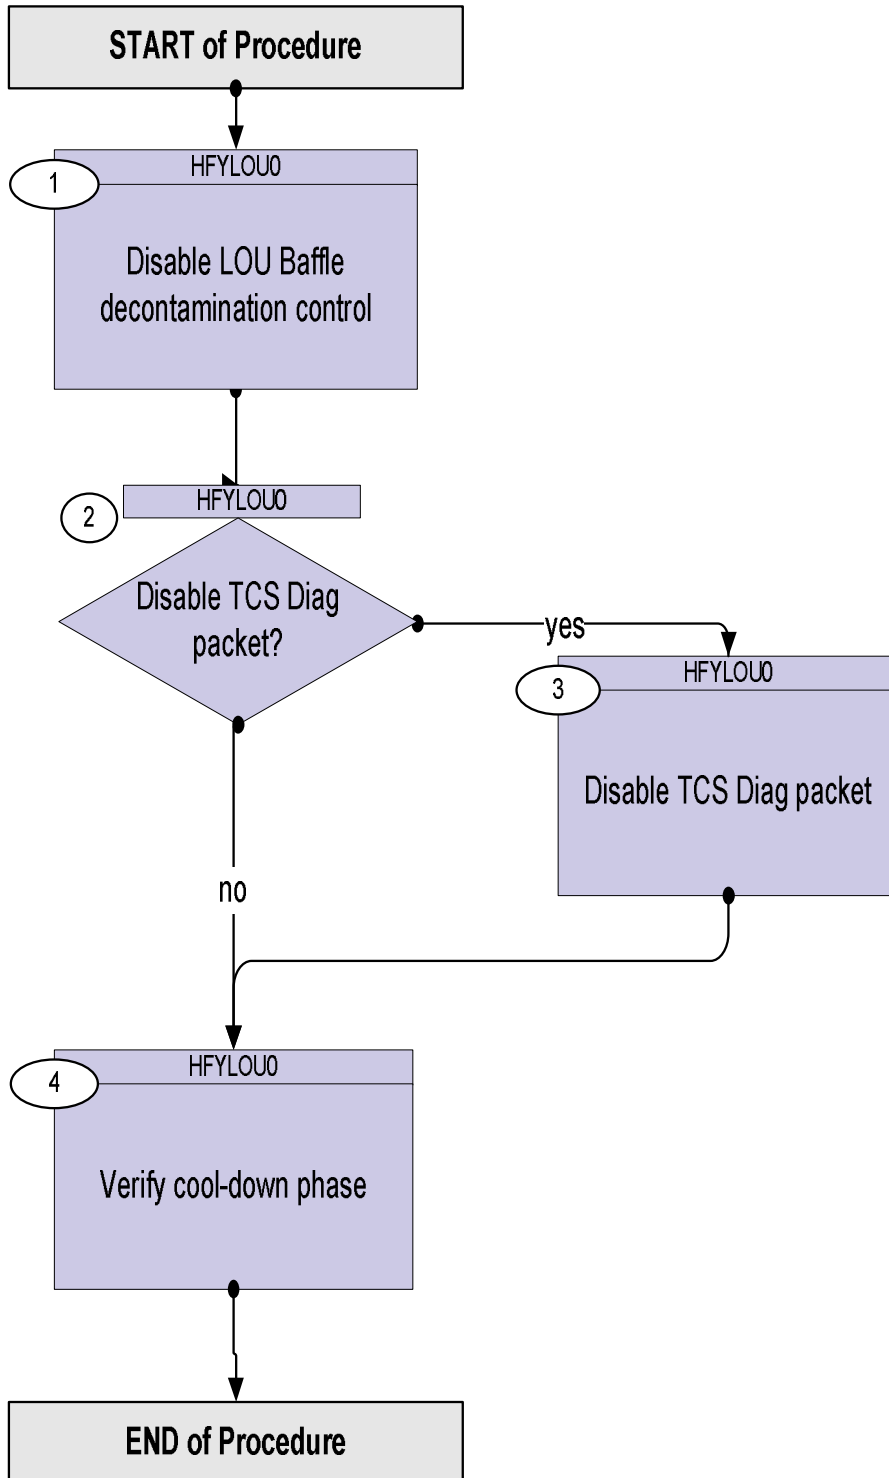 START of Procedure
HFYLOU0
1
Disable LOU Baffle
decontamination control
HFYLOU0
2
Disable TCS Diag
packet?
yes
HFYLOU0
3
Disable TCS Diag packet
no
HFYLOU0
4
Verify cool-down phase
END of Procedure